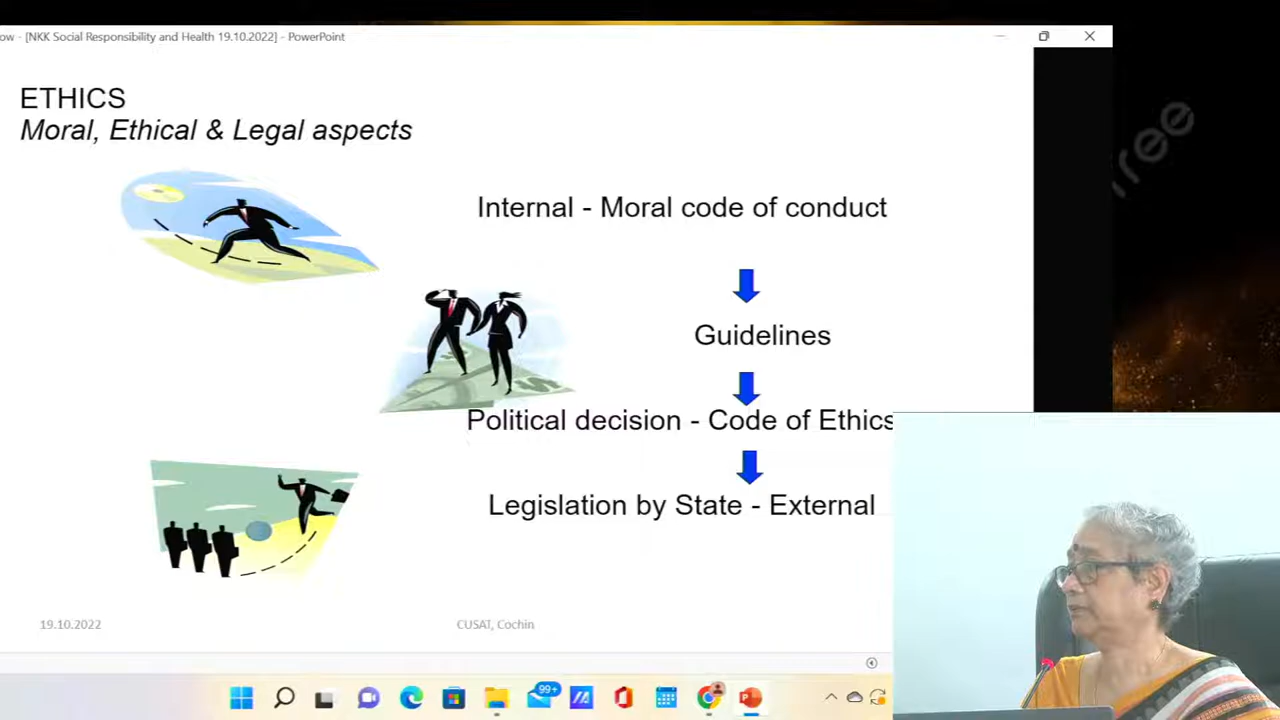 ow - [NKK Social Responsibility and Health 19.10.2022] - PowerPoint
ETHICS
Moral, Ethical & Legal aspects
Internal - Moral code of conduct
Guidelines
Political decision - Code of Ethics
Legislation by State - External
19.10.2022
CUSAT, Cochin
99+
ree